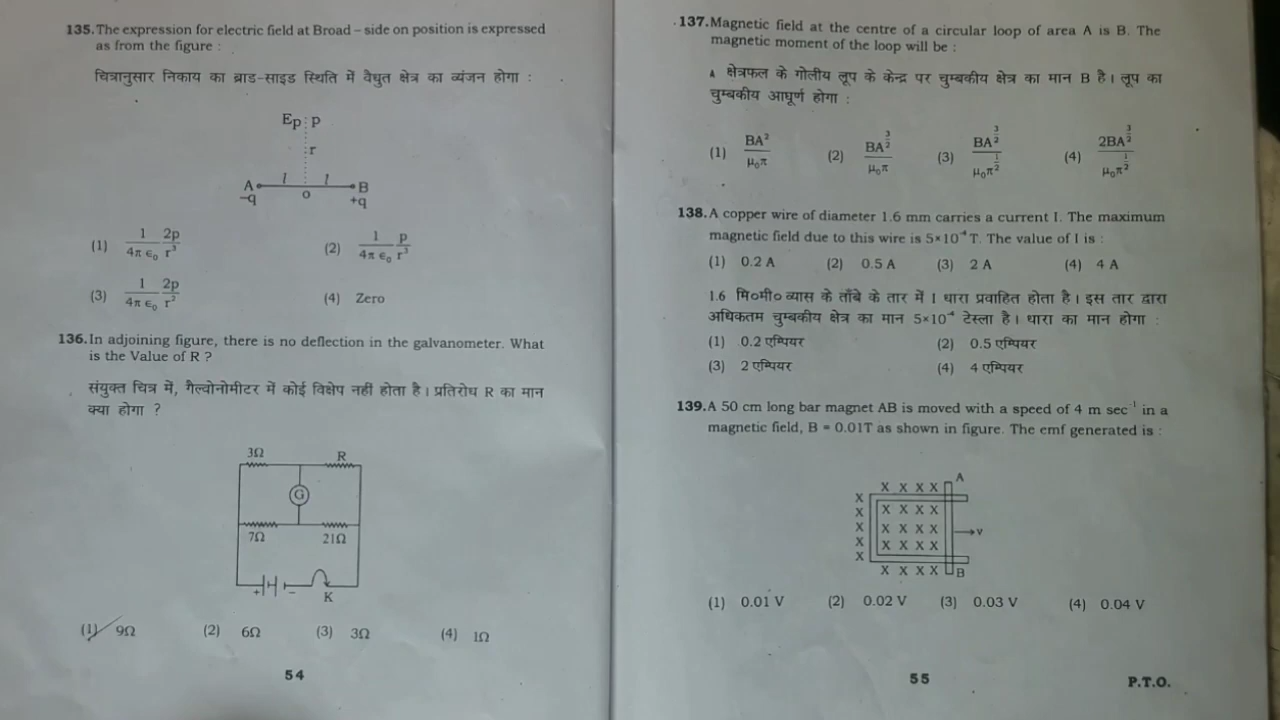 135. The expression for electric field at Broad – side on position is expressed
as from the figure :
चित्रानुसार निकाय का ब्राड-साइड स्थिति में वैधुत क्षेत्र का व्यंजन होगा :
Ep p
r
A l l B
–q o +q
(1) 1/4π ϵ₀ 2p/r³ (2) 1/4π ϵ₀ p/r³
(3) 1/4π ϵ₀ 2p/r² (4) Zero
136. In adjoining figure, there is no deflection in the galvanometer. What
is the Value of R ?
संयुक्त चित्र में, गैल्वोनोमीटर में कोई विक्षेप नहीं होता है। प्रतिरोध R का मान
क्या होगा ?
3Ω R
G
7Ω 21Ω
+ – K
(1) 9Ω (2) 6Ω (3) 3Ω (4) 1Ω
54
137. Magnetic field at the centre of a circular loop of area A is B. The
magnetic moment of the loop will be :
A क्षेत्रफल के गोलीय लूप के केन्द्र पर चुम्बकीय क्षेत्र का मान B है। लूप का
चुम्बकीय आघूर्ण होगा :
(1) BA²/μ₀π (2) BA^(3/2)/μ₀π (3) BA^(3/2)/μ₀π^(1/2) (4) 2BA^(3/2)/μ₀π^(1/2)
138. A copper wire of diameter 1.6 mm carries a current I. The maximum
magnetic field due to this wire is 5×10⁻⁴ T. The value of I is :
(1) 0.2 A (2) 0.5 A (3) 2 A (4) 4 A
1.6 मि०मी० व्यास के ताँबे के तार में I धारा प्रवाहित होता है। इस तार द्वारा
अधिकतम चुम्बकीय क्षेत्र का मान 5×10⁻⁴ टेस्ला है। धारा का मान होगा :
(1) 0.2 एम्पियर (2) 0.5 एम्पियर
(3) 2 एम्पियर (4) 4 एम्पियर
139. A 50 cm long bar magnet AB is moved with a speed of 4 m sec⁻¹ in a
magnetic field, B = 0.01T as shown in figure. The emf generated is :
A
X X X X
X
X X X X X
X X X X X
v
X X X X X
X
X X X X B
(1) 0.01 V (2) 0.02 V (3) 0.03 V (4) 0.04 V
55
P.T.O.